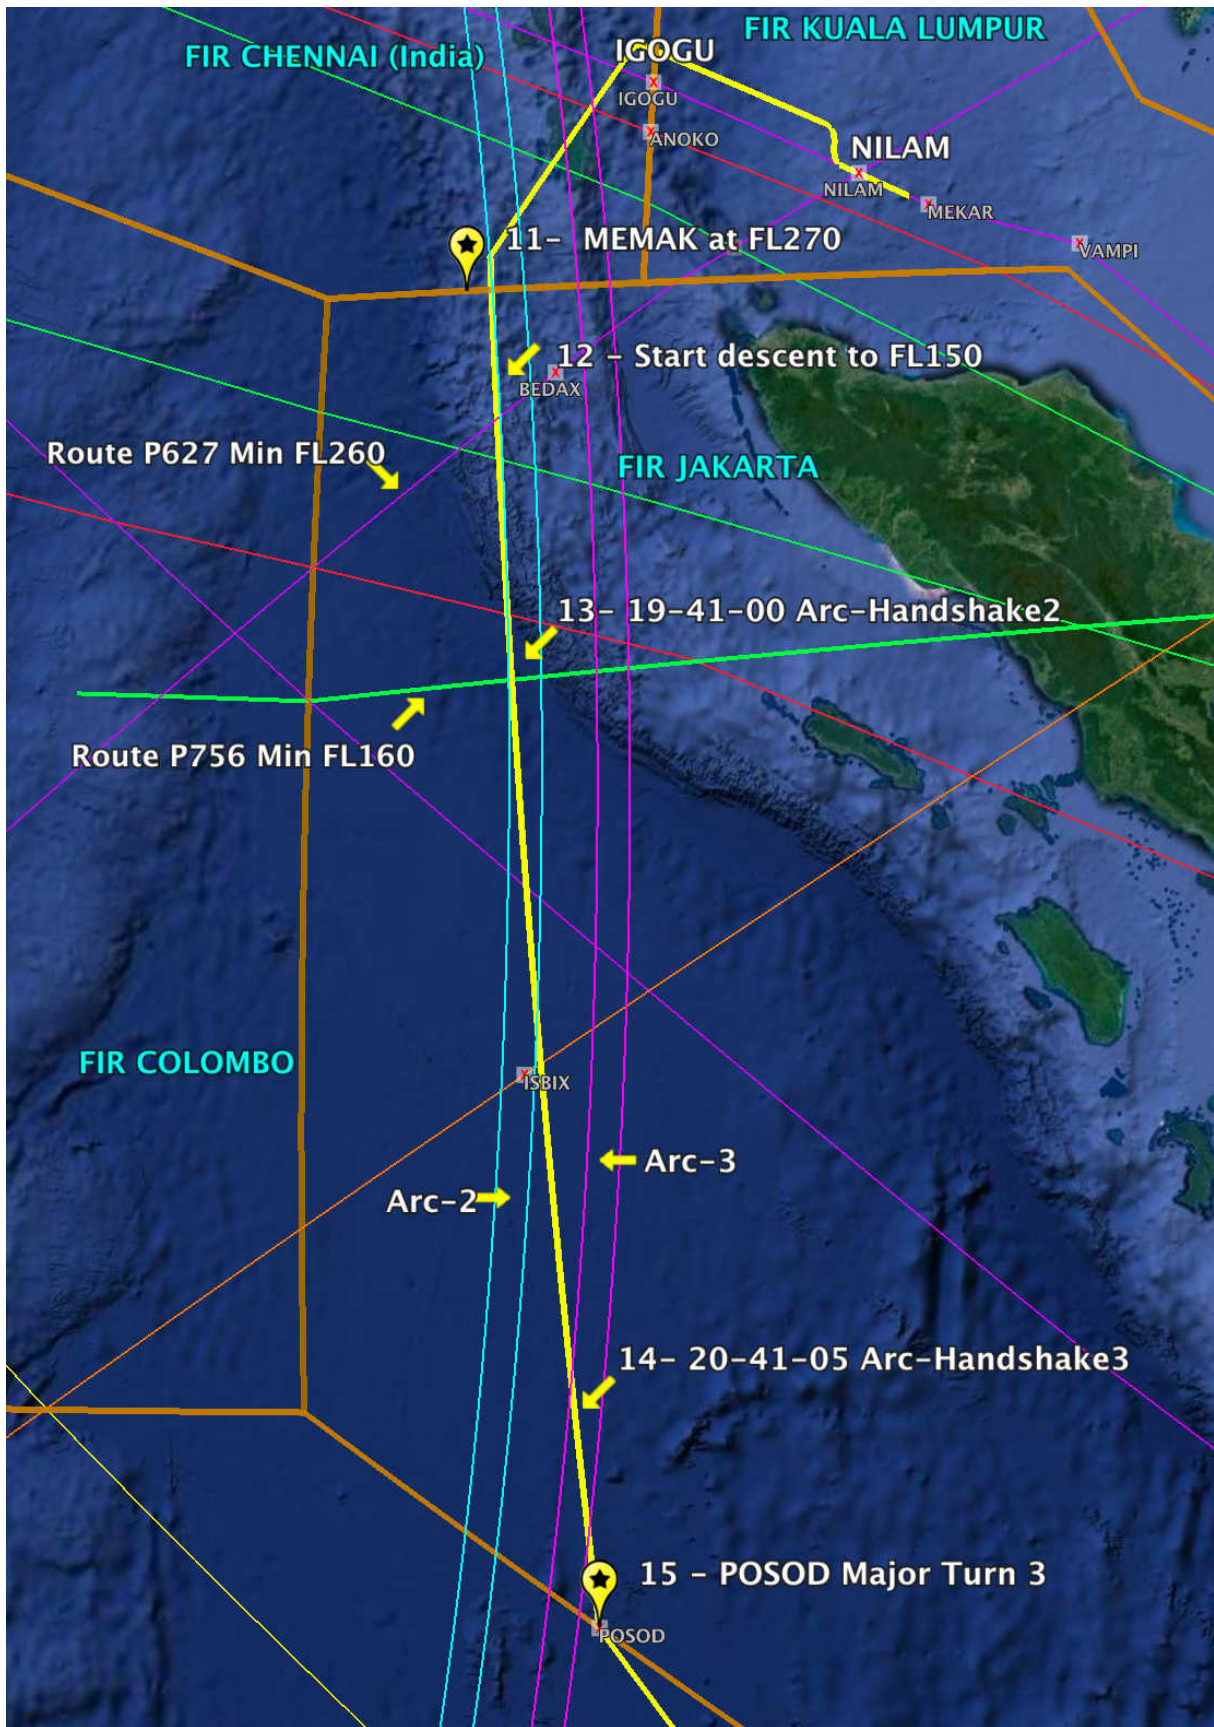 FIR KUALA LUMPUR
FIR CHENNAI (India)
IGOGU
IGOGU
ANOKO
NILAM
NILAM
MEKAR
VAMPI
11-  MEMAK at FL270
12 - Start descent to FL150
BEDAX
Route P627 Min FL260
FIR JAKARTA
13- 19-41-00 Arc-Handshake2
Route P756 Min FL160
FIR COLOMBO
ISBIX
Arc-3
Arc-2
14- 20-41-05 Arc-Handshake3
15 - POSOD Major Turn 3
POSOD